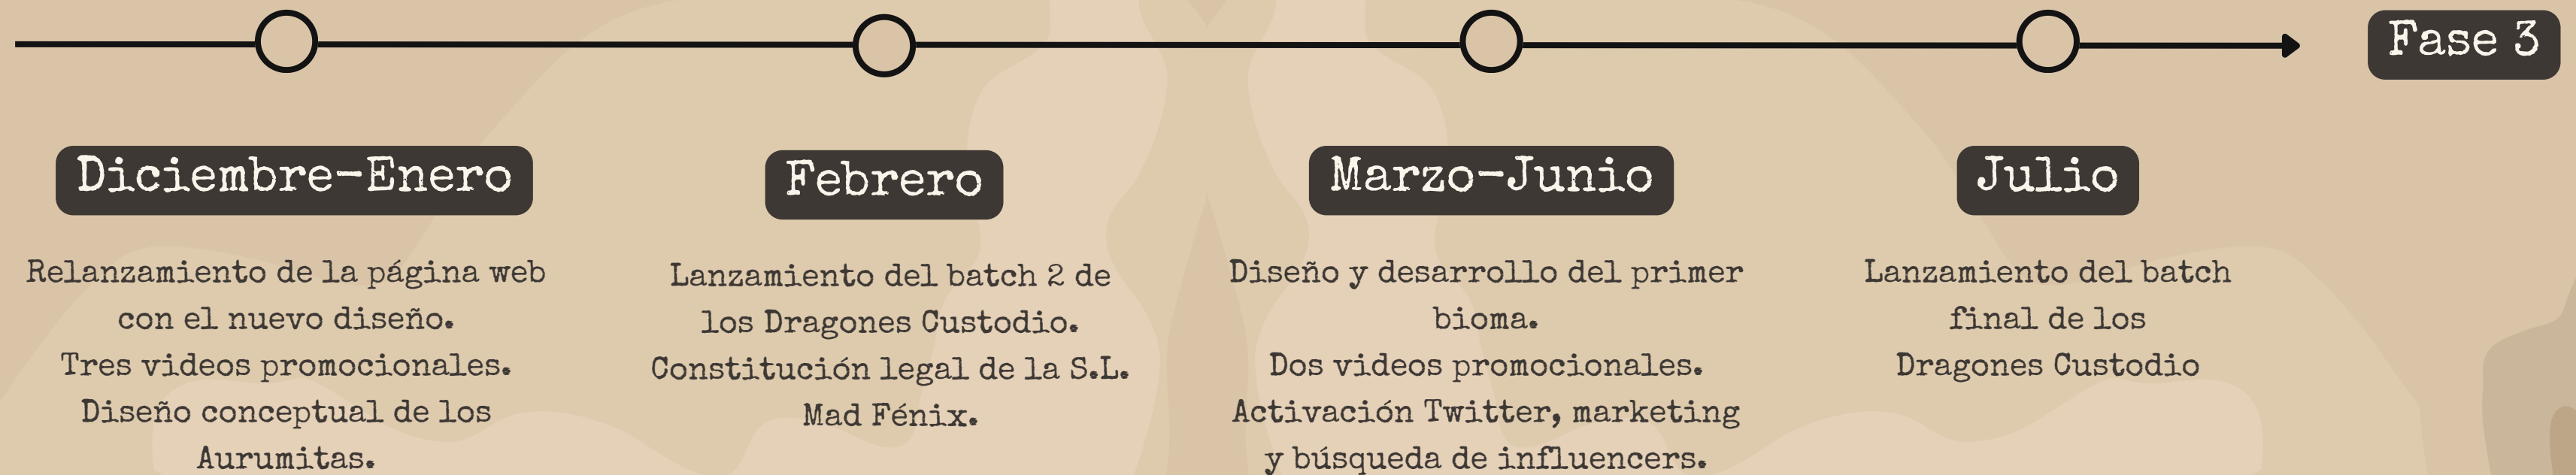 Fase 3
Diciembre-Enero
Relanzamiento de la página web
con el nuevo diseño.
Tres videos promocionales.
Diseño conceptual de los
Aurumitas.
Febrero
Lanzamiento del batch 2 de
los Dragones Custodio.
Constitución legal de la S.L.
Mad Fénix.
Marzo-Junio
Diseño y desarrollo del primer
bioma.
Dos videos promocionales.
Activación Twitter, marketing
y búsqueda de influencers.
Julio
Lanzamiento del batch
final de los
Dragones Custodio